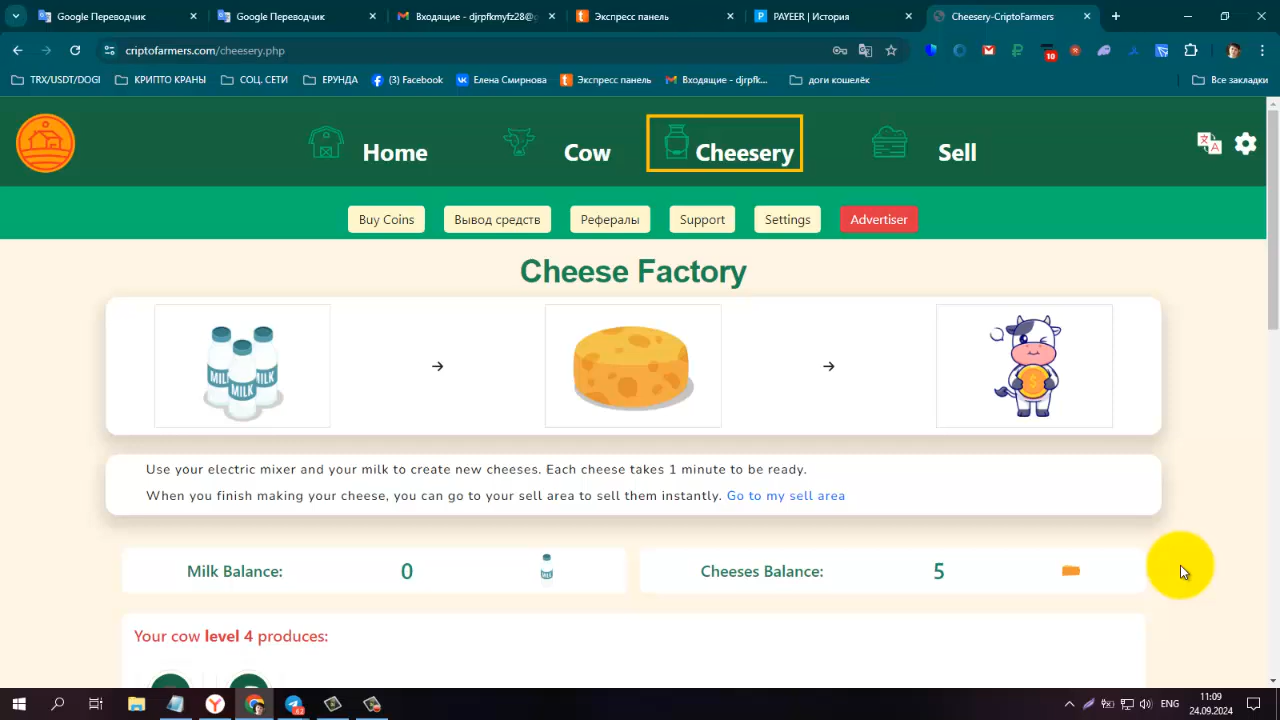 Google Переводчик
Google Переводчик
Входящие - djrpfkmyfz28@
Экспресс панель
PAYEER | История
Cheesery-CriptoFarmers
criptofarmers.com/cheesery.php
10
TRX/USDT/DOGI
КРИПТО КРАНЫ
СОЦ. СЕТИ
ЕРУНДА
(3) Facebook
Елена Смирнова
Экспресс панель
Входящие - djrpfk...
доги кошелёк
Все закладки
Home
Cow
Cheesery
Sell
Buy Coins
Вывод средств
Рефералы
Support
Settings
Advertiser
Cheese Factory
MILK
MILK
MILK
Use your electric mixer and your milk to create new cheeses. Each cheese takes 1 minute to be ready.
When you finish making your cheese, you can go to your sell area to sell them instantly. Go to my sell area
Milk Balance: 0
Cheeses Balance: 5
Your cow level 4 produces:
ENG
11:09
24.09.2024